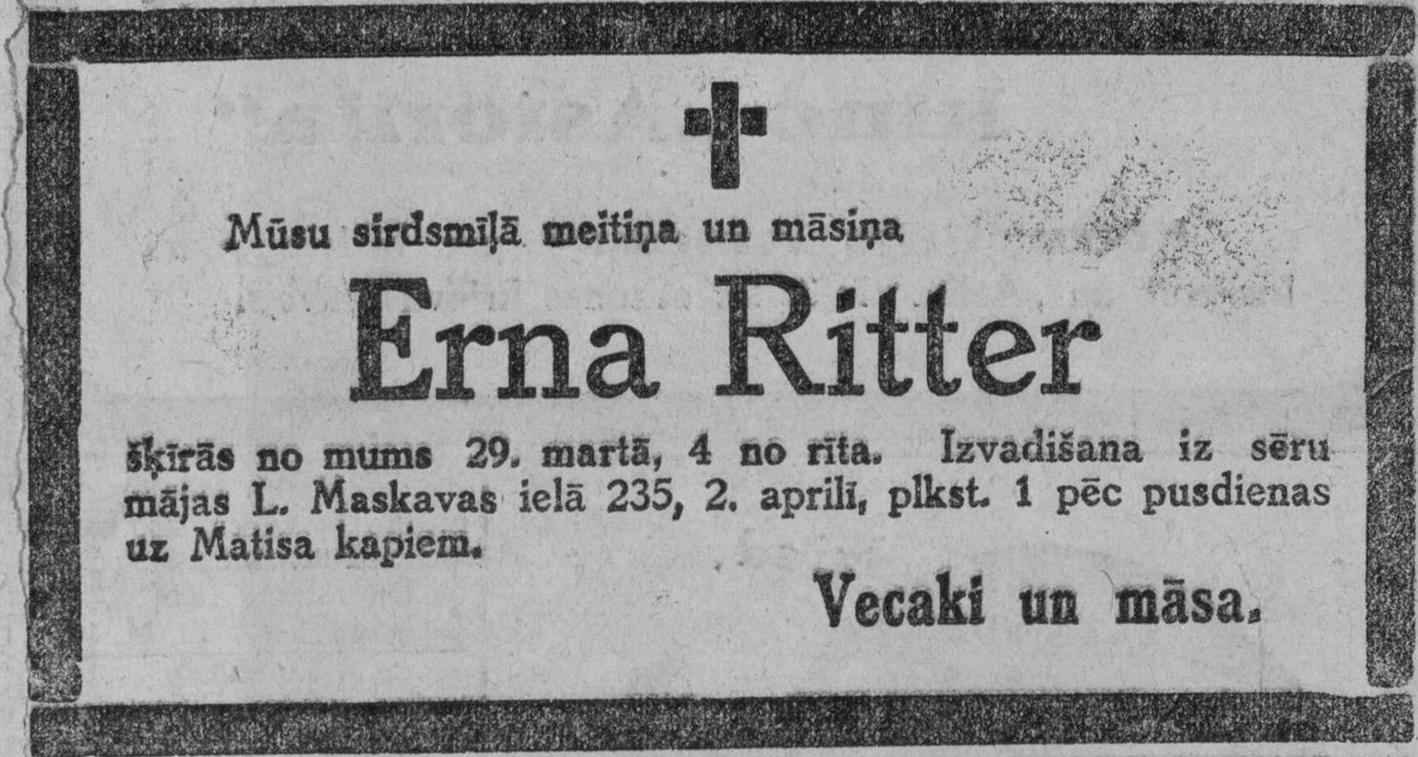 Mūsu sirdsmīļā meitiņa un māsiņa
Erna Ritter
šķīrās no mums 29. martā, 4 no rīta. Izvadīšana iz sēru
mājas L. Maskavas ielā 235, 2. aprilī, plkst. 1 pēc pusdienas
uz Matisa kapiem.
Vecaki un māsa.